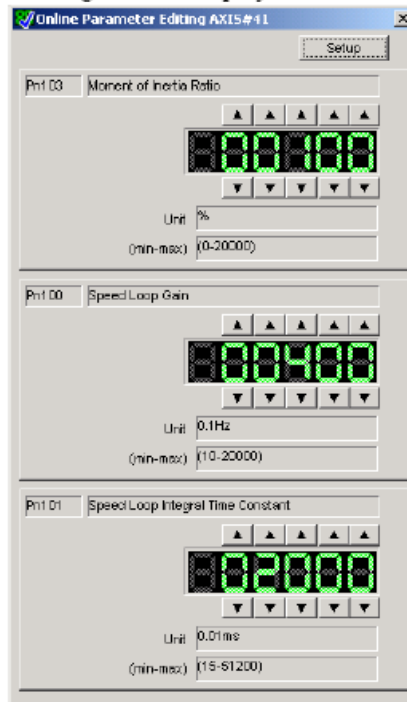 Online Parameter Editing AXIS#41
Setup
Pn103 Moment of Inertia Ratio
00100
Unit %
(min-max) (0-20000)
Pn100 Speed Loop Gain
00400
Unit 0.1Hz
(min-max) (10-20000)
Pn101 Speed Loop Integral Time Constant
02000
Unit 0.01ms
(min-max) (15-51200)